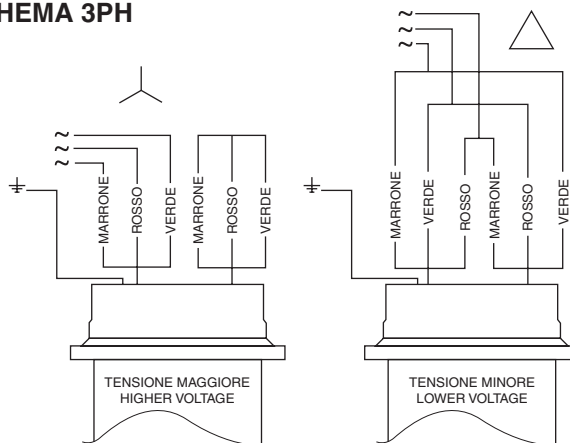 HEMA 3PH
~
~
~
MARRONE
ROSSO
VERDE
MARRONE
ROSSO
VERDE
TENSIONE MAGGIORE
HIGHER VOLTAGE
~
~
~
MARRONE
VERDE
ROSSO
MARRONE
ROSSO
VERDE
TENSIONE MINORE
LOWER VOLTAGE